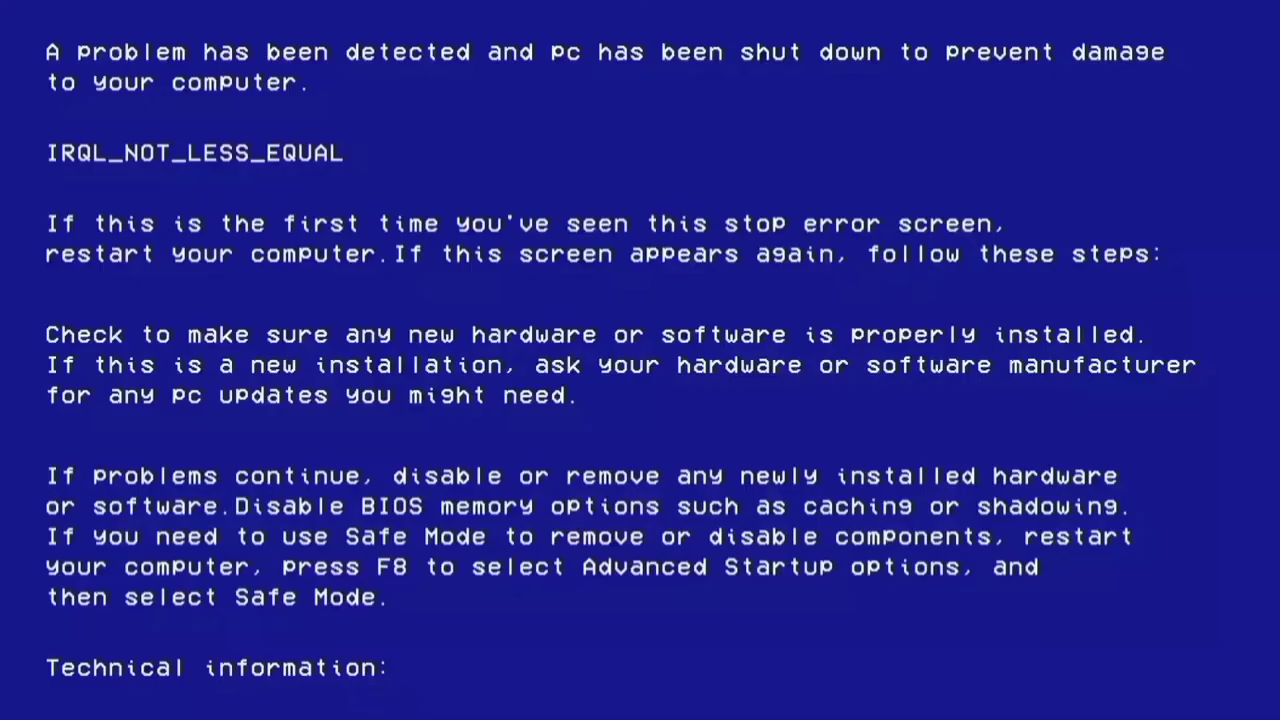 A problem has been detected and pc has been shut down to prevent damage
to your computer.
IRQL_NOT_LESS_EQUAL
If this is the first time you've seen this stop error screen,
restart your computer.If this screen appears again, follow these steps:
Check to make sure any new hardware or software is properly installed.
If this is a new installation, ask your hardware or software manufacturer
for any pc updates you might need.
If problems continue, disable or remove any newly installed hardware
or software.Disable BIOS memory options such as caching or shadowing.
If you need to use Safe Mode to remove or disable components, restart
your computer, press F8 to select Advanced Startup options, and
then select Safe Mode.
Technical information: